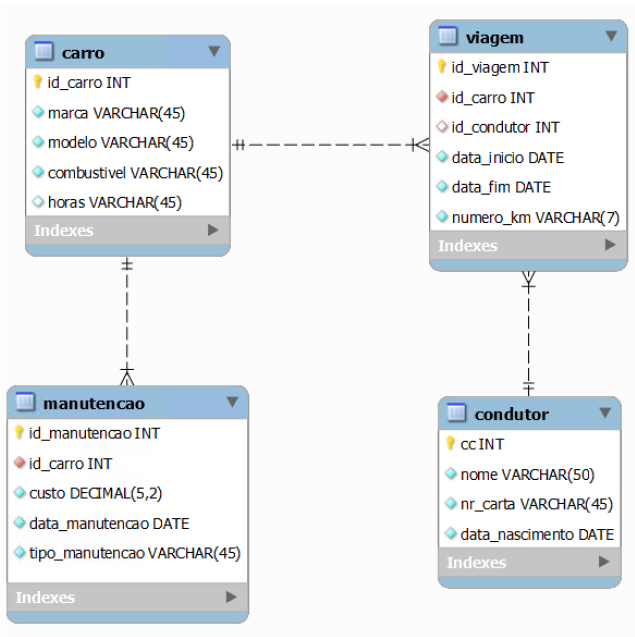 carro
id_carro INT
marca VARCHAR(45)
modelo VARCHAR(45)
combustivel VARCHAR(45)
horas VARCHAR(45)
Indexes
viagem
id_viagem INT
id_carro INT
id_condutor INT
data_inicio DATE
data_fim DATE
numero_km VARCHAR(7)
Indexes
manutencao
id_manutencao INT
id_carro INT
custo DECIMAL(5,2)
data_manutencao DATE
tipo_manutencao VARCHAR(45)
Indexes
condutor
cc INT
nome VARCHAR(50)
nr_carta VARCHAR(45)
data_nascimento DATE
Indexes